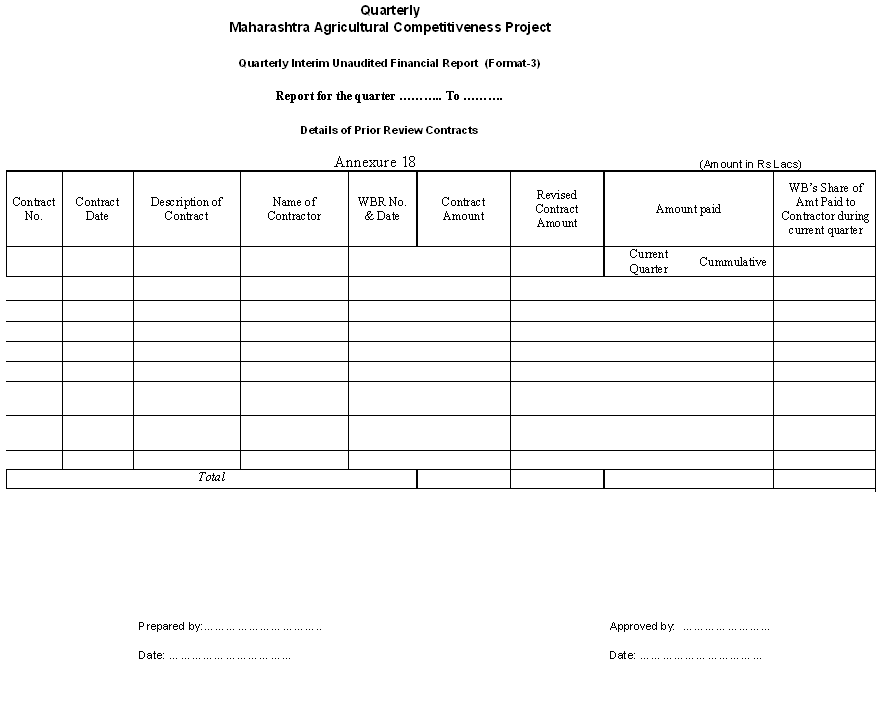 Quarterly
Maharashtra Agricultural Competitiveness Project
Quarterly Interim Unaudited Financial Report (Format-3)
Report for the quarter ……….. To ……….
Details of Prior Review Contracts
Annexure 18
(Amount in Rs Lacs)
Contract No.
Contract Date
Description of Contract
Name of Contractor
WBR No. & Date
Contract Amount
Revised Contract Amount
Amount paid
WB's Share of Amt Paid to Contractor during current quarter
Current Quarter
Cummulative
Total
Prepared by:…………………………..
Approved by: ……………………
Date: ……………………………
Date: ……………………………